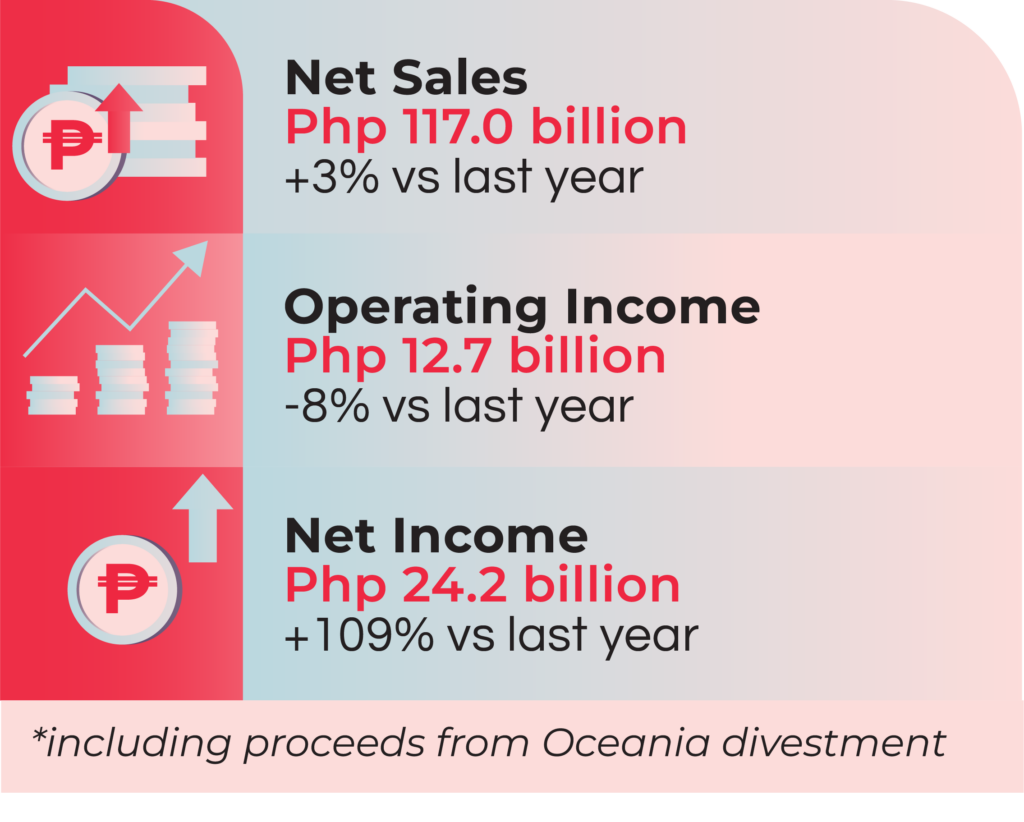 Net Sales
Php 117.0 billion
+3% vs last year
Operating Income
Php 12.7 billion
-8% vs last year
Net Income
Php 24.2 billion
+109% vs last year
*including proceeds from Oceania divestment